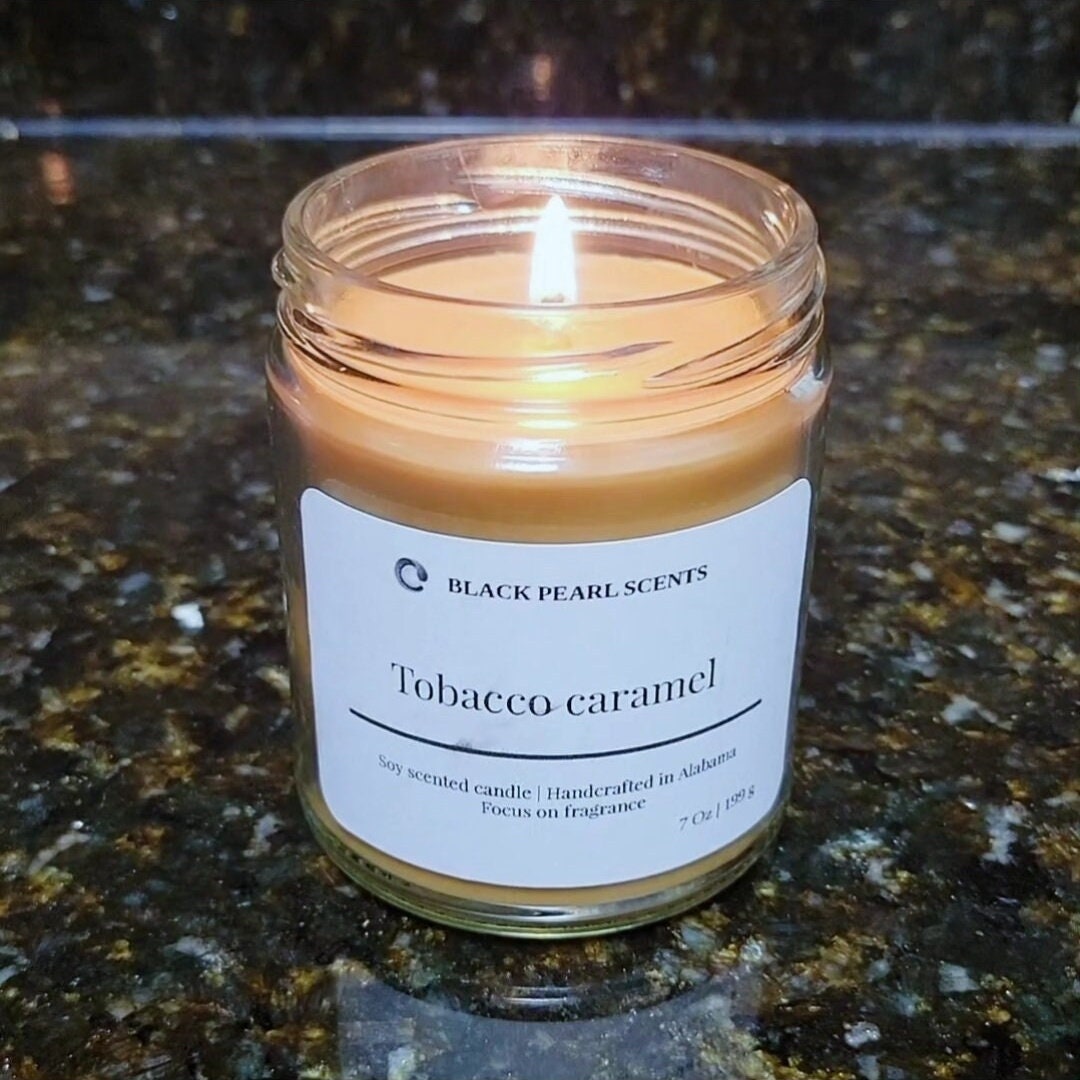 BLACK PEARL SCENTS
Tobacco caramel
Soy scented candle | Handcrafted in Alabama
Focus on fragrance
7 Oz | 199 g